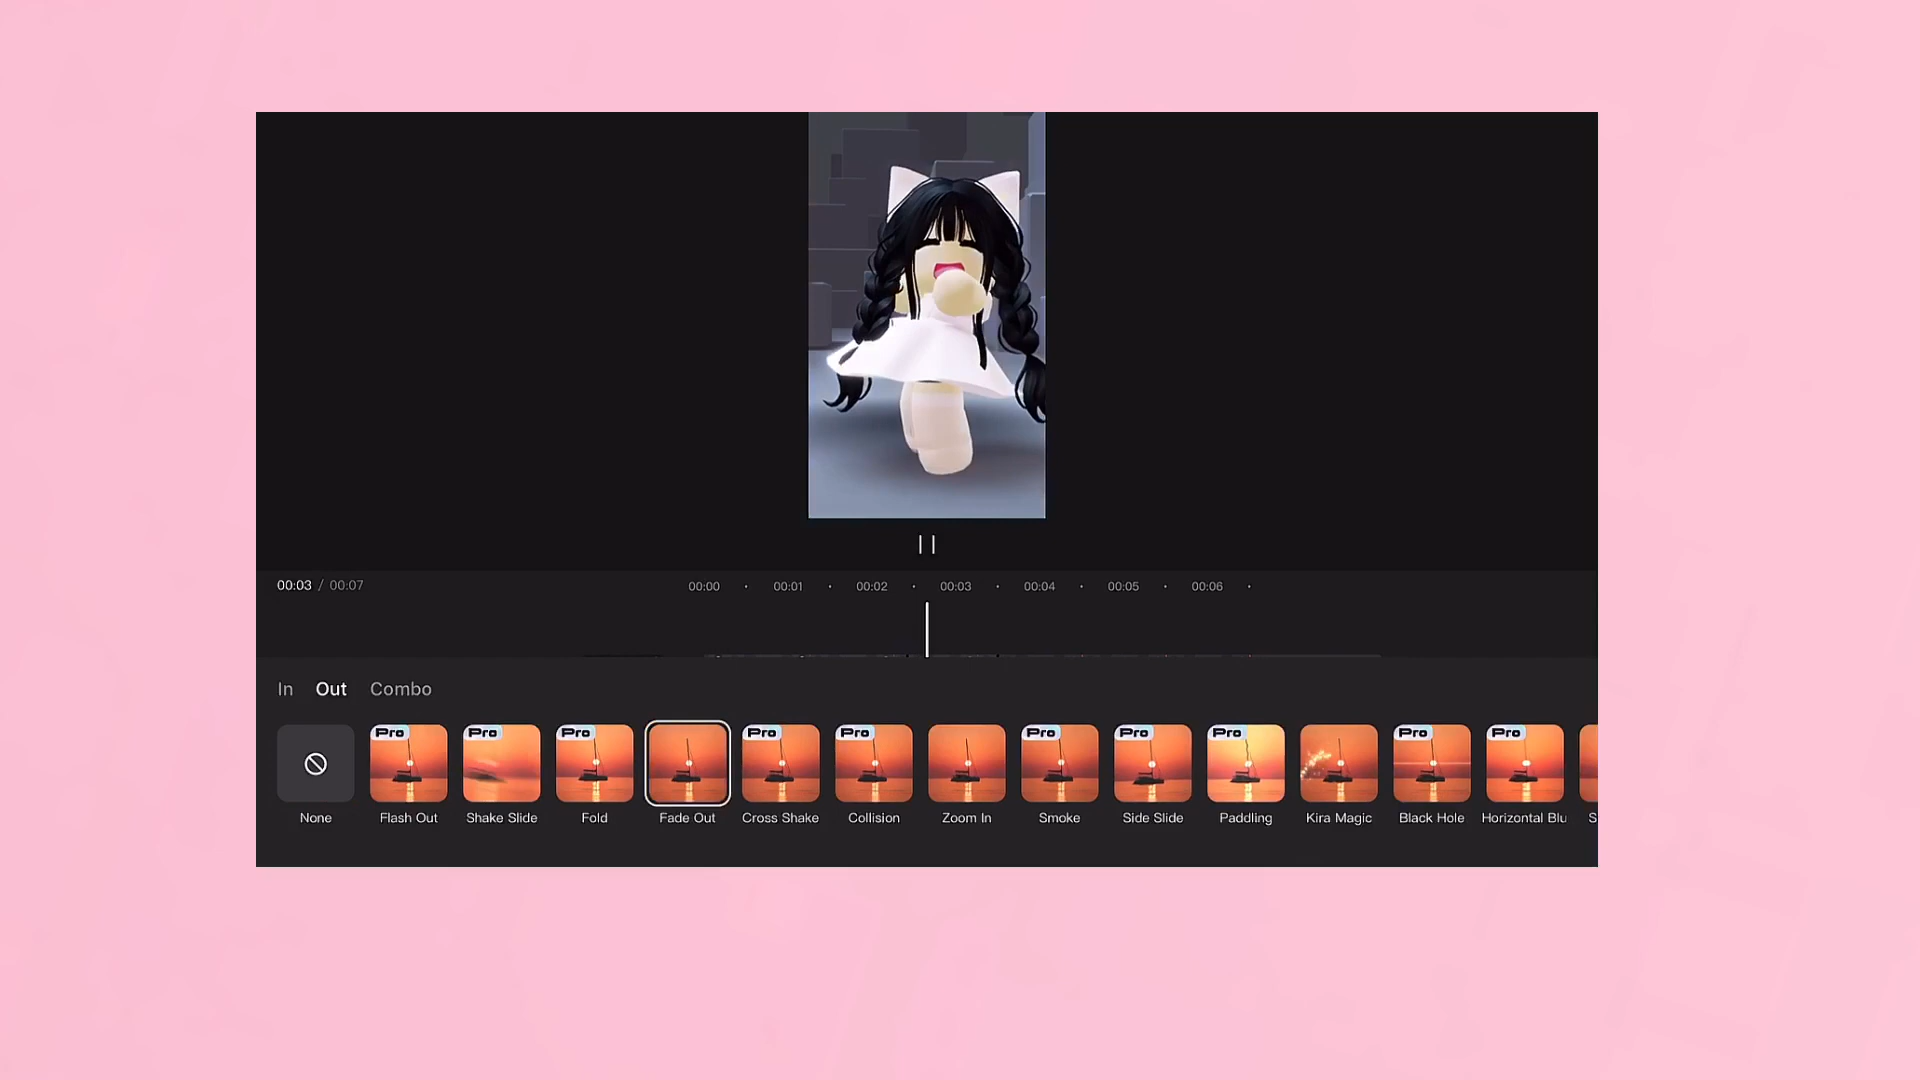 00:03 / 00:07
00:00 · 00:01 · 00:02 · 00:03 · 00:04 · 00:05 · 00:06 ·
In Out Combo
Pro Pro Pro Pro Pro Pro Pro Pro Pro Pro
None Flash Out Shake Slide Fold Fade Out Cross Shake Collision Zoom In Smoke Side Slide Paddling Kira Magic Black Hole Horizontal Blu S